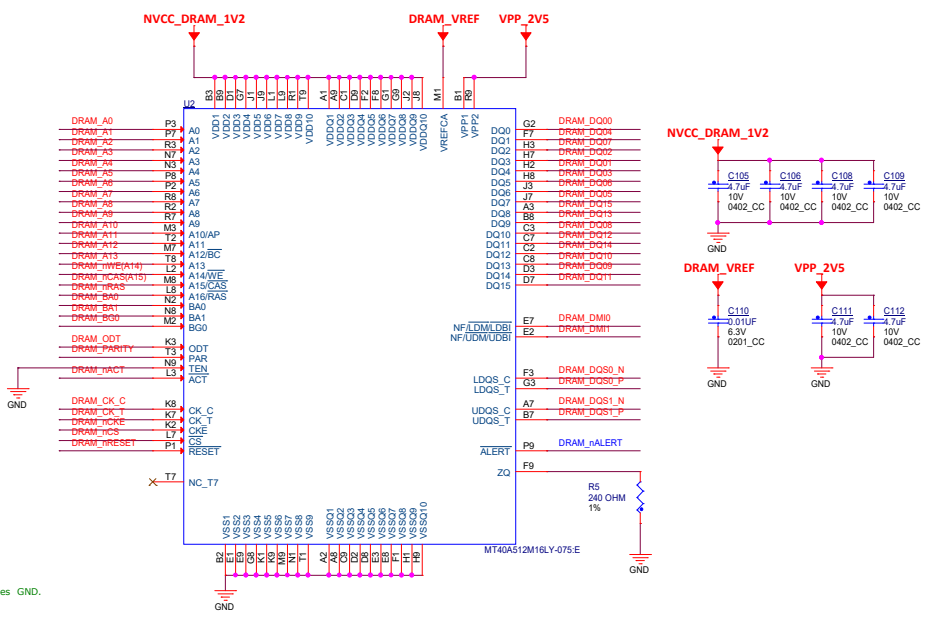 NVCC_DRAM_1V2 DRAM_VREF VPP_2V5
U2
B3 B9 D1 G7 J1 J9 L1 L9 R1 T9 A1 A9 C1 D9 F2 F8 G1 G9 J2 J8 M1 B1 R9
VDD1 VDD2 VDD3 VDD4 VDD5 VDD6 VDD7 VDD8 VDD9 VDD10 VDDQ1 VDDQ2 VDDQ3 VDDQ4 VDDQ5 VDDQ6 VDDQ7 VDDQ8 VDDQ9 VDDQ10 VREFCA VPP1 VPP2
DRAM_A0 P3 A0 DQ0 G2 DRAM_DQ00
DRAM_A1 P7 A1 DQ1 F7 DRAM_DQ04
DRAM_A2 R3 A2 DQ2 H3 DRAM_DQ07
DRAM_A3 N7 A3 DQ3 H7 DRAM_DQ02
DRAM_A4 N3 A4 DQ4 H2 DRAM_DQ01
DRAM_A5 P8 A5 DQ5 H8 DRAM_DQ03
DRAM_A6 P2 A6 DQ6 J3 DRAM_DQ06
DRAM_A7 R8 A7 DQ7 J7 DRAM_DQ05
DRAM_A8 R2 A8 DQ8 A3 DRAM_DQ15
DRAM_A9 R7 A9 DQ9 B8 DRAM_DQ13
DRAM_A10 M3 A10/AP DQ10 C3 DRAM_DQ08
DRAM_A11 T2 A11 DQ11 C7 DRAM_DQ12
DRAM_A12 M7 A12/BC DQ12 C2 DRAM_DQ14
DRAM_A13 T8 A13 DQ13 C8 DRAM_DQ10
DRAM_nWE(A14) L2 A14/WE DQ14 D3 DRAM_DQ09
DRAM_nCAS(A15) M8 A15/CAS DQ15 D7 DRAM_DQ11
DRAM_nRAS L8 A16/RAS
DRAM_BA0 N2 BA0
DRAM_BA1 N8 BA1
DRAM_BG0 M2 BG0
NF/LDM/LDBI E7 DRAM_DMI0
NF/UDM/UDBI E2 DRAM_DMI1
DRAM_ODT K3 ODT
DRAM_PARITY T3 PAR
N9 TEN
DRAM_nACT L3 ACT
GND
LDQS_C F3 DRAM_DQS0_N
LDQS_T G3 DRAM_DQS0_P
DRAM_CK_C K8 CK_C UDQS_C A7 DRAM_DQS1_N
DRAM_CK_T K7 CK_T UDQS_T B7 DRAM_DQS1_P
DRAM_nCKE K2 CKE
DRAM_nCS L7 CS
DRAM_nRESET P1 RESET ALERT P9 DRAM_nALERT
ZQ F9
T7 NC_T7
R5
240 OHM
1%
GND
VSS1 VSS2 VSS3 VSS4 VSS5 VSS6 VSS7 VSS8 VSS9 VSSQ1 VSSQ2 VSSQ3 VSSQ4 VSSQ5 VSSQ6 VSSQ7 VSSQ8 VSSQ9 VSSQ10
MT40A512M16LY-075:E
B2 E1 E9 G8 K1 K9 M9 N1 T1 A2 A8 C9 D2 D8 E3 E8 F1 H1 H9
GND
es GND.
NVCC_DRAM_1V2
C105 C106 C108 C109
4.7uF 4.7uF 4.7uF 4.7uF
10V 10V 10V 10V
0402_CC 0402_CC 0402_CC 0402_CC
GND
DRAM_VREF VPP_2V5
C110 C111 C112
0.01UF 4.7uF 4.7uF
6.3V 10V 10V
0201_CC 0402_CC 0402_CC
GND GND